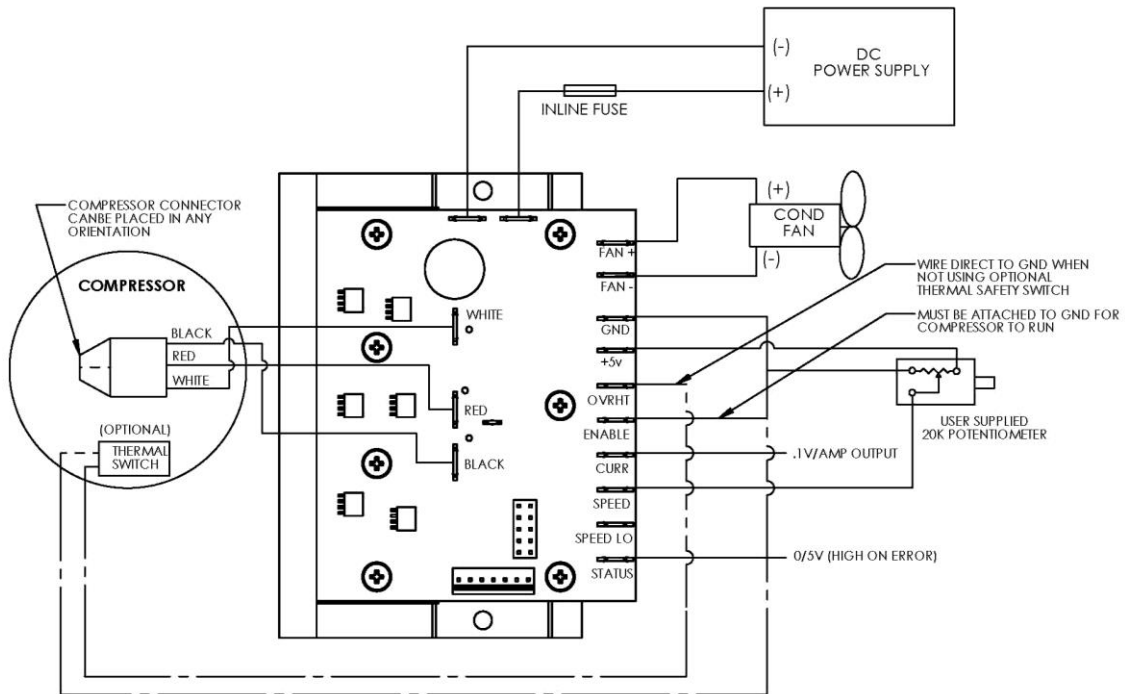 (-)
DC
POWER SUPPLY
(+)
INLINE FUSE
COMPRESSOR CONNECTOR
CANBE PLACED IN ANY
ORIENTATION
(+)
COND
FAN
(-)
FAN +
FAN -
WIRE DIRECT TO GND WHEN
NOT USING OPTIONAL
THERMAL SAFETY SWITCH
MUST BE ATTACHED TO GND FOR
COMPRESSOR TO RUN
COMPRESSOR
BLACK
RED
WHITE
(OPTIONAL)
THERMAL
SWITCH
WHITE
RED
BLACK
GND
+5v
OVRHT
ENABLE
CURR
SPEED
SPEED LO
STATUS
USER SUPPLIED
20K POTENTIOMETER
.1V/AMP OUTPUT
0/5V (HIGH ON ERROR)